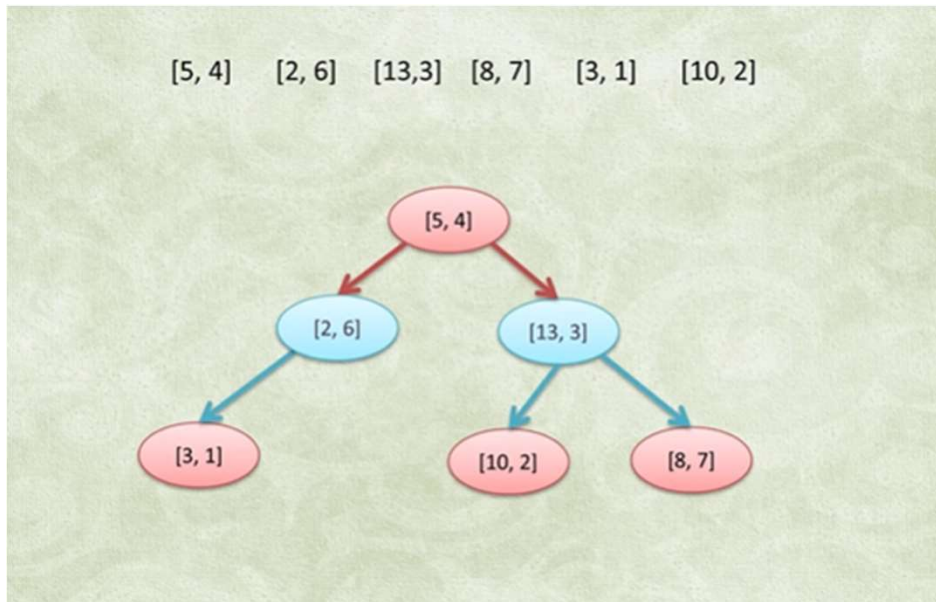 [5, 4] [2, 6] [13,3] [8, 7] [3, 1] [10, 2]
[5, 4]
[2, 6] [13, 3]
[3, 1] [10, 2] [8, 7]